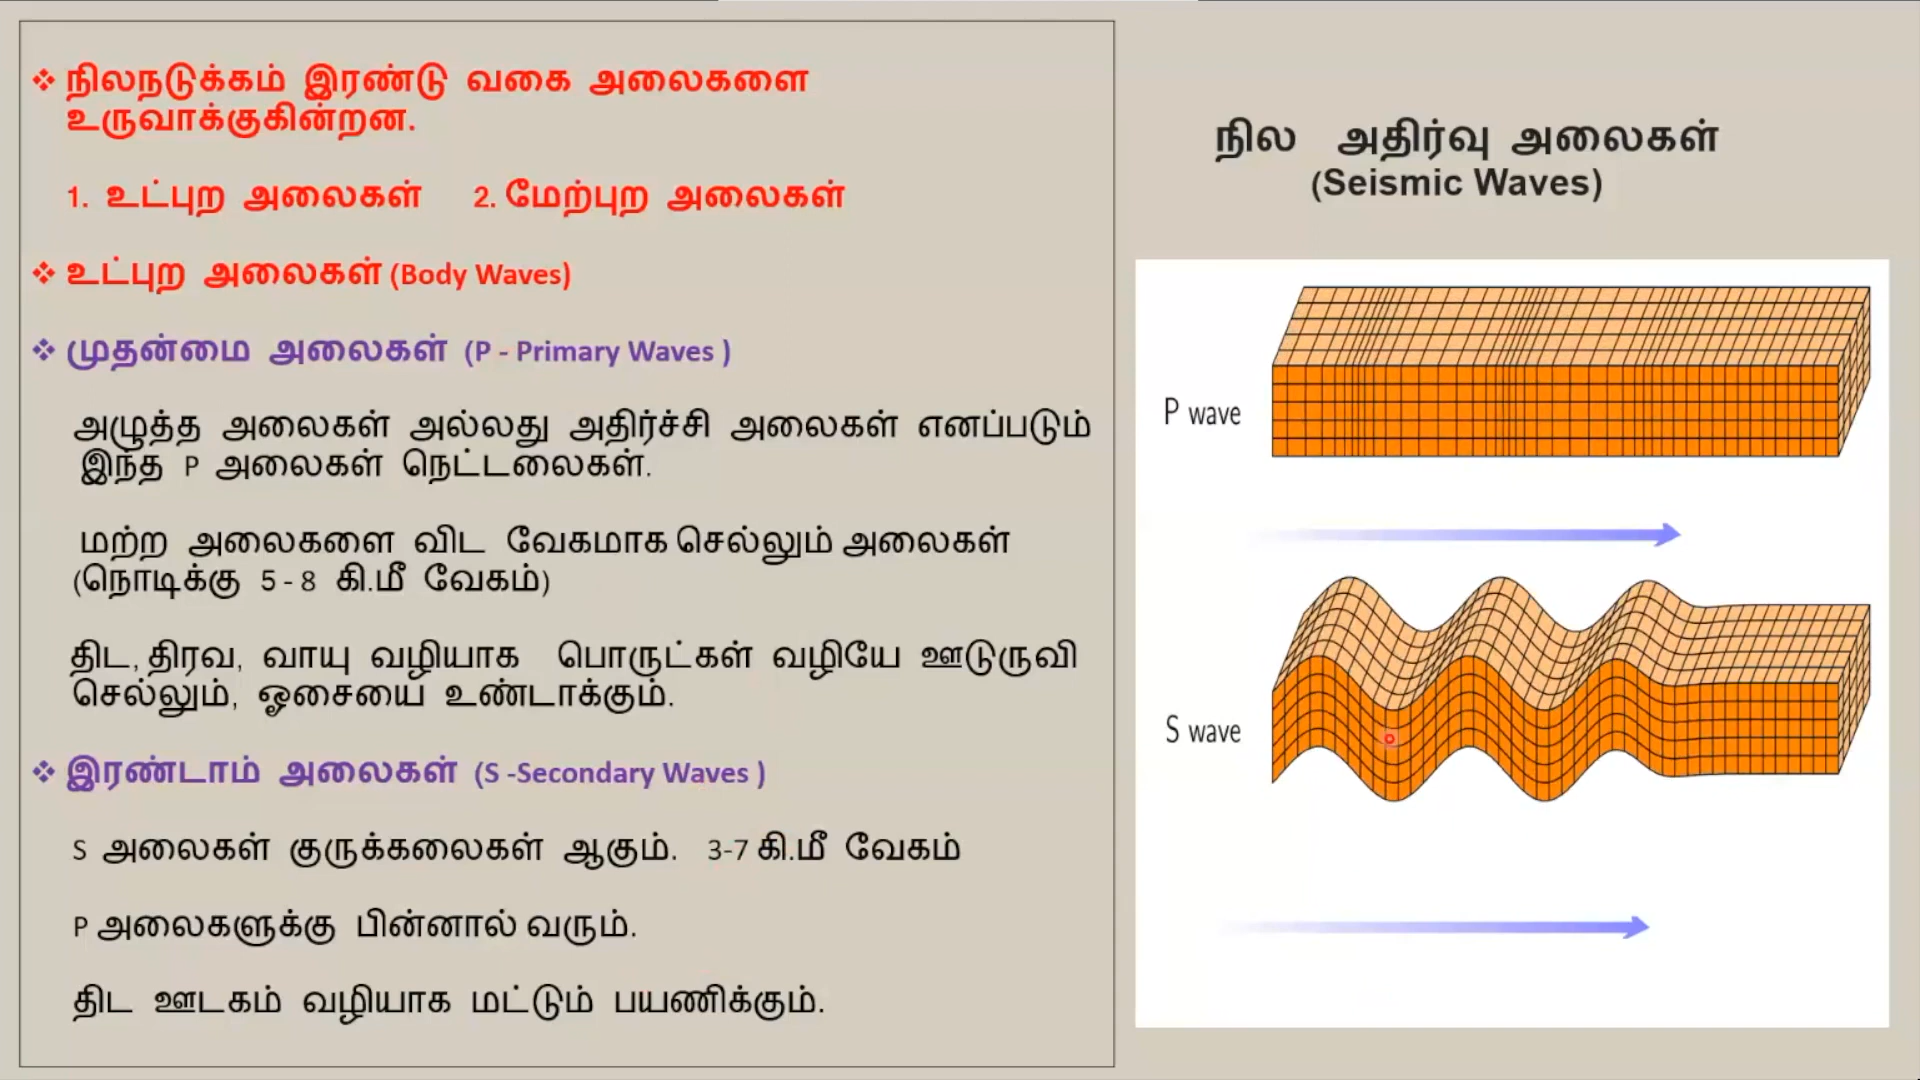 ❖ நிலநடுக்கம் இரண்டு வகை அலைகளை
உருவாக்குகின்றன.
1. உட்புற அலைகள் 2. மேற்புற அலைகள்
❖ உட்புற அலைகள் (Body Waves)
❖ முதன்மை அலைகள் (P - Primary Waves )
அழுத்த அலைகள் அல்லது அதிர்ச்சி அலைகள் எனப்படும்
இந்த P அலைகள் நெட்டலைகள்.
மற்ற அலைகளை விட வேகமாக செல்லும் அலைகள்
(நொடிக்கு 5 - 8 கி.மீ வேகம்)
திட, திரவ, வாயு வழியாக பொருட்கள் வழியே ஊடுருவி
செல்லும், ஓசையை உண்டாக்கும்.
❖ இரண்டாம் அலைகள் (S -Secondary Waves )
S அலைகள் குருக்கலைகள் ஆகும். 3-7 கி.மீ வேகம்
P அலைகளுக்கு பின்னால் வரும்.
திட ஊடகம் வழியாக மட்டும் பயணிக்கும்.
நில அதிர்வு அலைகள்
(Seismic Waves)
P wave
S wave